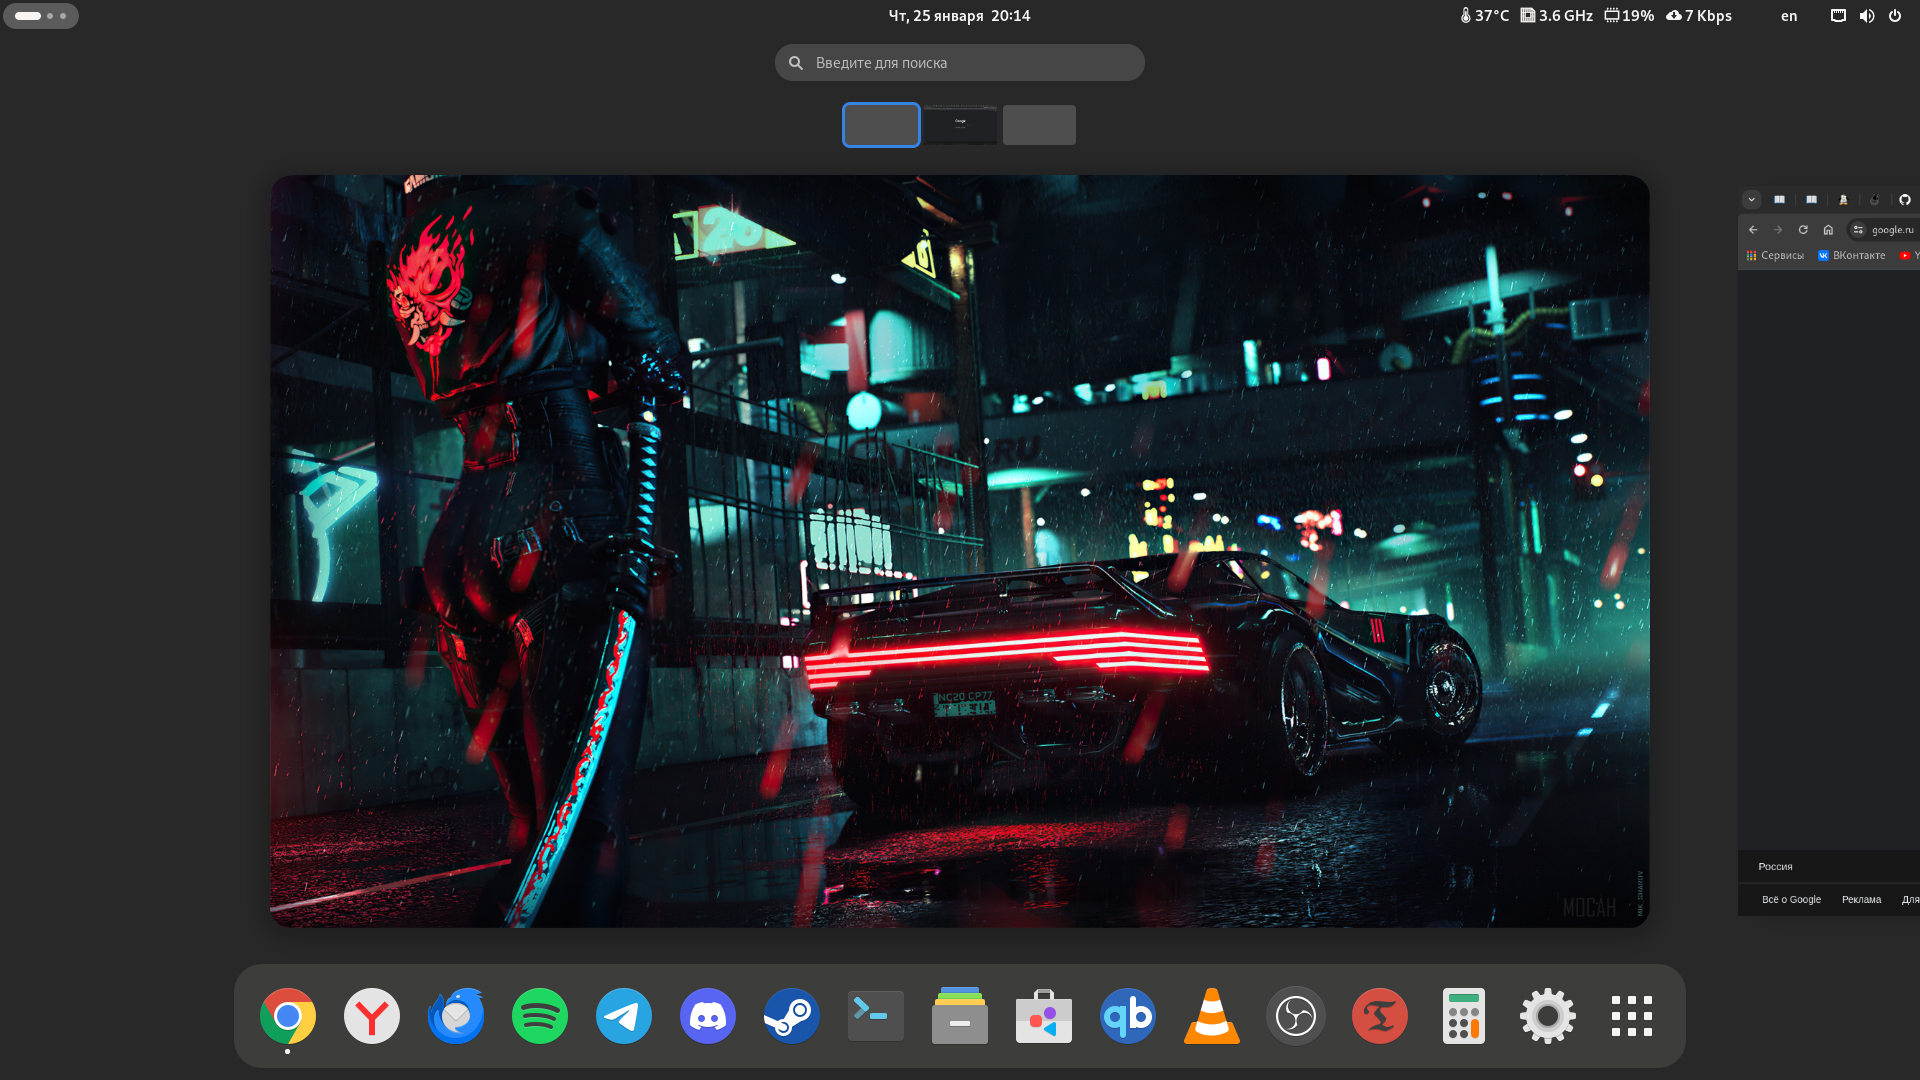 Чт, 25 января 20:14
37°C 3.6 GHz 19% 7 Kbps en
Введите для поиска
google.ru
Сервисы ВКонтакте
NC20 CP77
MOCAH
Россия
Всё о Google Реклама Для